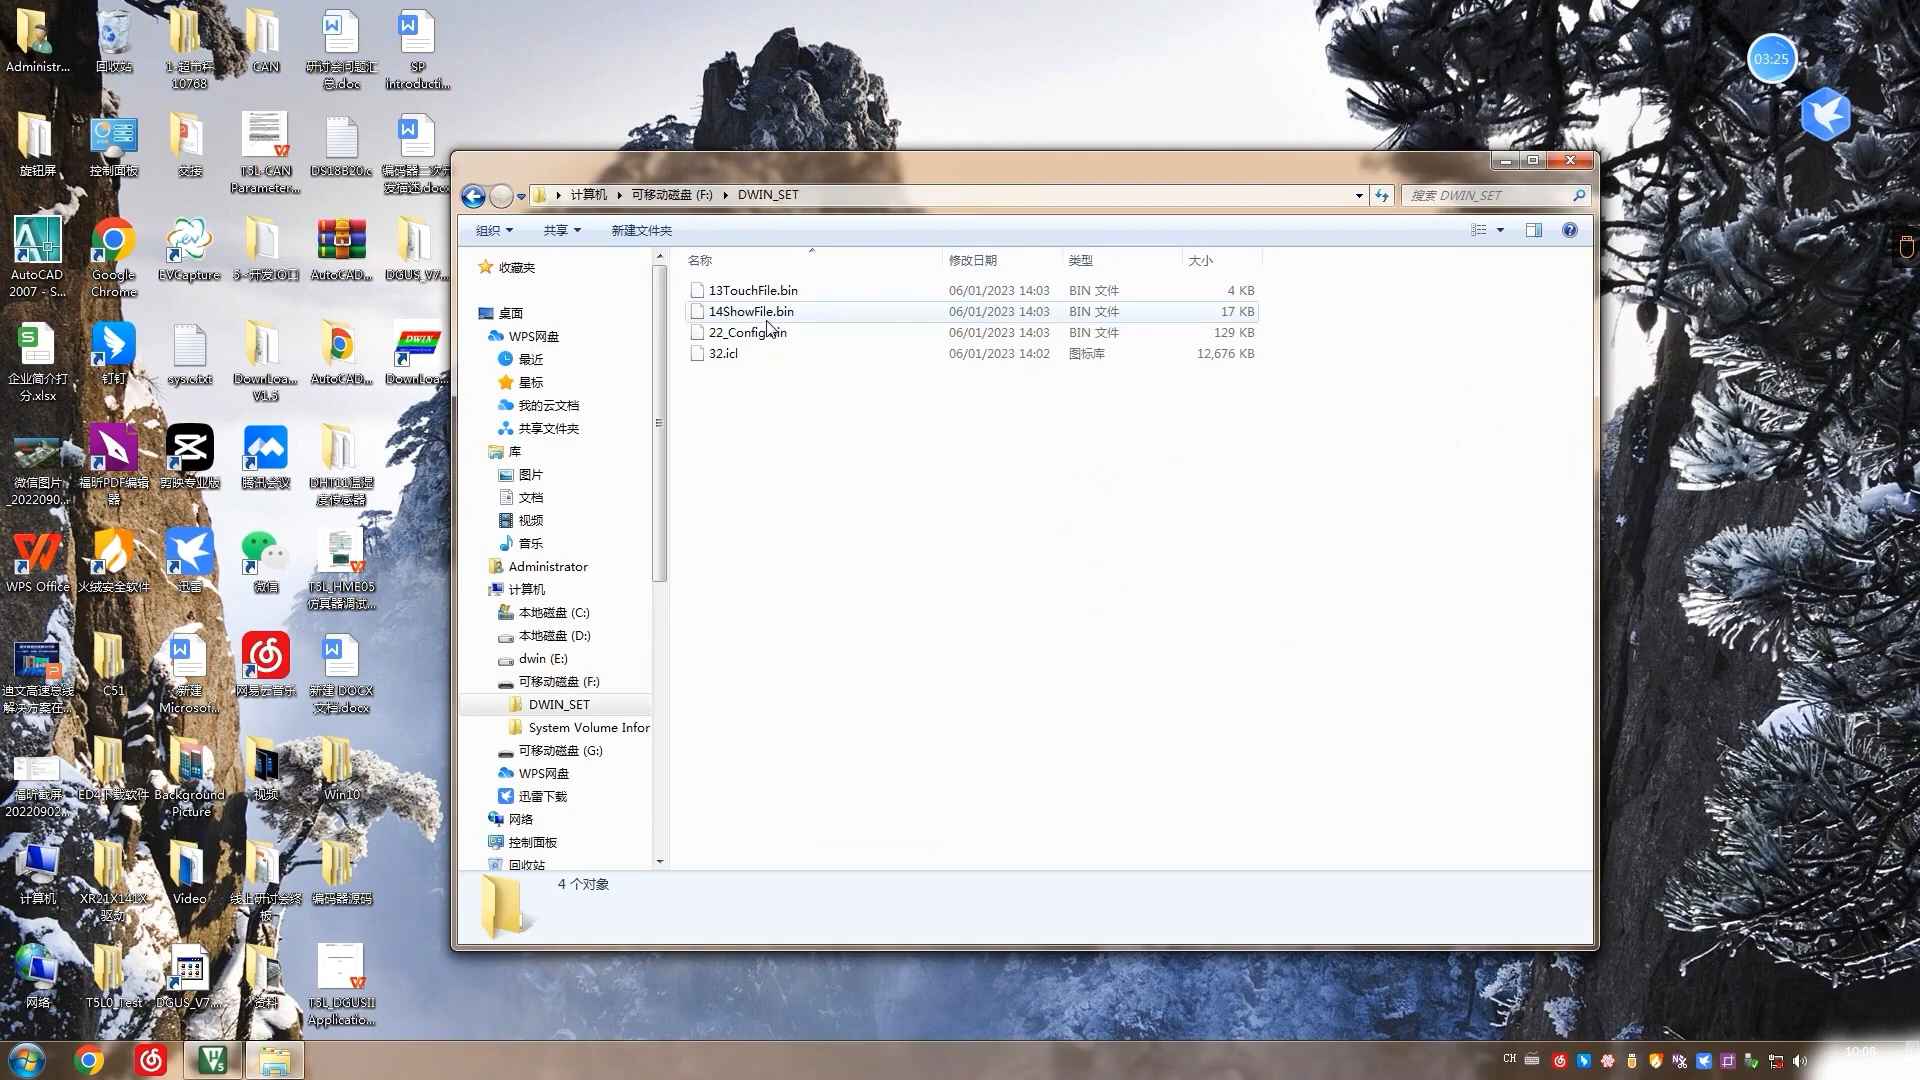 Administr...
回收站
1-超市秤
10768
CAN
研讨会问题汇
总.doc
SP
introducti...
旋钮屏
控制面板
交接
T5L-CAN
Parameter...
DS18B20.c
编码器二次开
发描述.docx
AutoCAD
2007 - S...
Google
Chrome
EVCapture
5~开发IO口
AutoCAD...
DGUS_V7...
企业简介打
分.xlsx
钉钉
sysic.txt
DownLoa...
V1.5
AutoCAD...
DownLoa...
微信图片
_2022090...
福昕PDF编辑
器
剪映专业版
腾讯会议
DHT11温湿
度传感器
WPS Office
火绒安全软件
迅雷
微信
T5L_HME05
仿真器调试...
迪文高速总线
解决方案在...
C51
新建
Microsof...
网易云音乐
新建 DOCX
文档.docx
福昕截屏
20220902...
ED4下载软件
Background
Picture
视频
Win10
计算机
XR21X141X
驱动
Video
线上研讨会终
板
编码器源码
网络
T5L0_Test
DGUS_V7...
资料
T5L_DGUSII
Applicatio...
03:25
计算机
可移动磁盘 (F:)
DWIN_SET
搜索 DWIN_SET
组织
共享
新建文件夹
收藏夹
桌面
WPS网盘
最近
星标
我的云文档
共享文件夹
库
图片
文档
视频
音乐
Administrator
计算机
本地磁盘 (C:)
本地磁盘 (D:)
dwin (E:)
可移动磁盘 (F:)
DWIN_SET
System Volume Infor
可移动磁盘 (G:)
WPS网盘
迅雷下载
网络
控制面板
回收站
名称 修改日期 类型 大小
13TouchFile.bin 06/01/2023 14:03 BIN 文件 4 KB
14ShowFile.bin 06/01/2023 14:03 BIN 文件 17 KB
22_Config.bin 06/01/2023 14:03 BIN 文件 129 KB
32.icl 06/01/2023 14:02 图标库 12,676 KB
4 个对象
CH
10:08